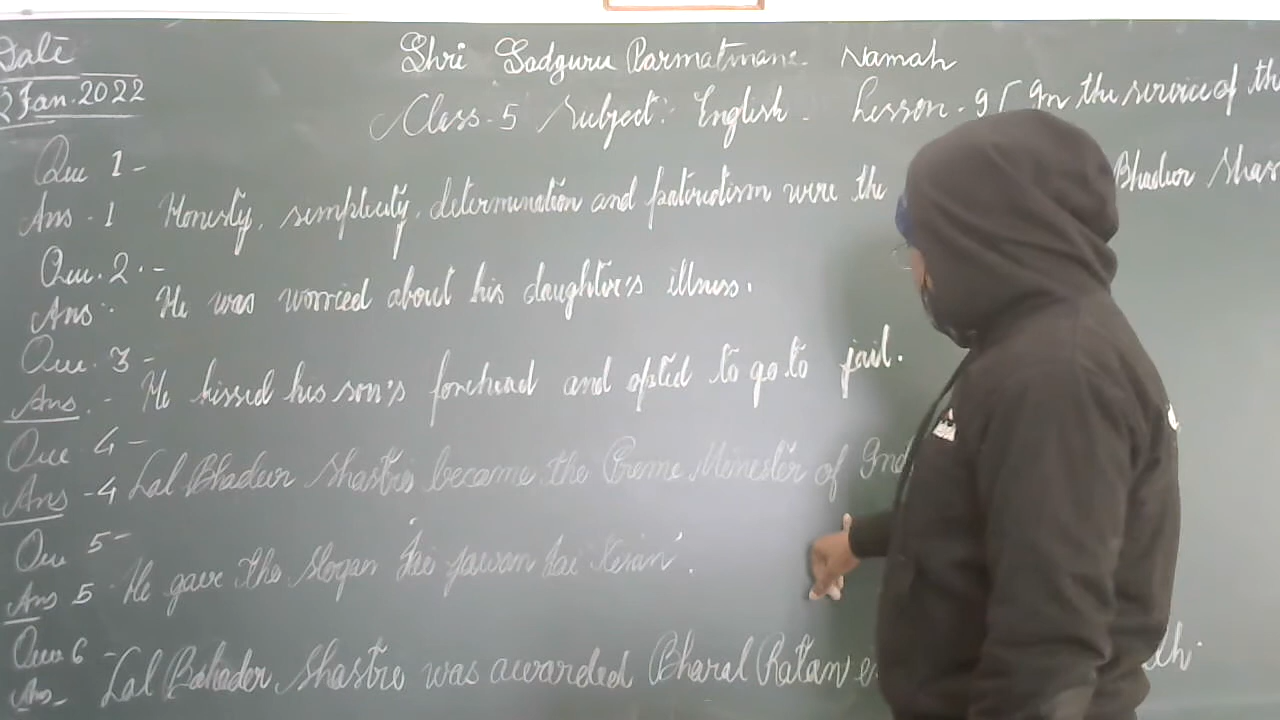 Date
Shri Sadguru Parmatmane. Namah
Jan. 2022
Class. 5 Subject: English. Lesson. 9 In the service of the
Que 1 -
Ans - 1 Honesty, simplicity, determination and patriotism were the Bhadur Shas
Que. 2. -
Ans : He was worried about his daughter's illness.
Que. 3 -
Ans. - He kissed his son's forehead and opted to go to jail.
Que 4 -
Ans - 4 Lal Bhadur Shastri became the Prime Minister of Ind
Que 5 -
Ans 5 He gave the slogan Jai jawan Jai Kisan'.
Que 6 -
Ans - Lal Bahader Shastri was awarded Bharat Ratan